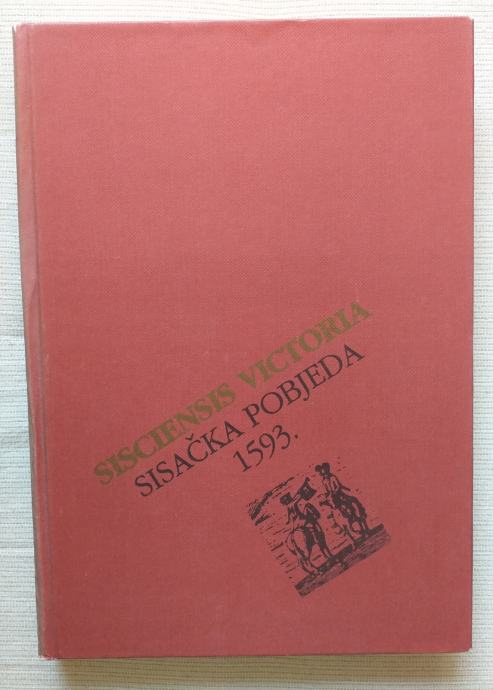 SISCIENSIS VICTORIA
SISAČKA POBJEDA
1593.